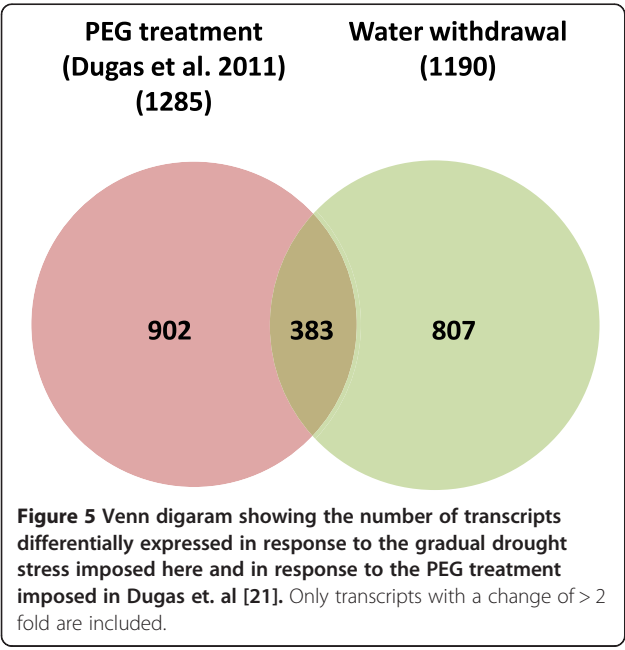 PEG treatment
(Dugas et al. 2011)
(1285)
Water withdrawal
(1190)
902
383
807
Figure 5 Venn digaram showing the number of transcripts
differentially expressed in response to the gradual drought
stress imposed here and in response to the PEG treatment
imposed in Dugas et. al [21]. Only transcripts with a change of > 2
fold are included.